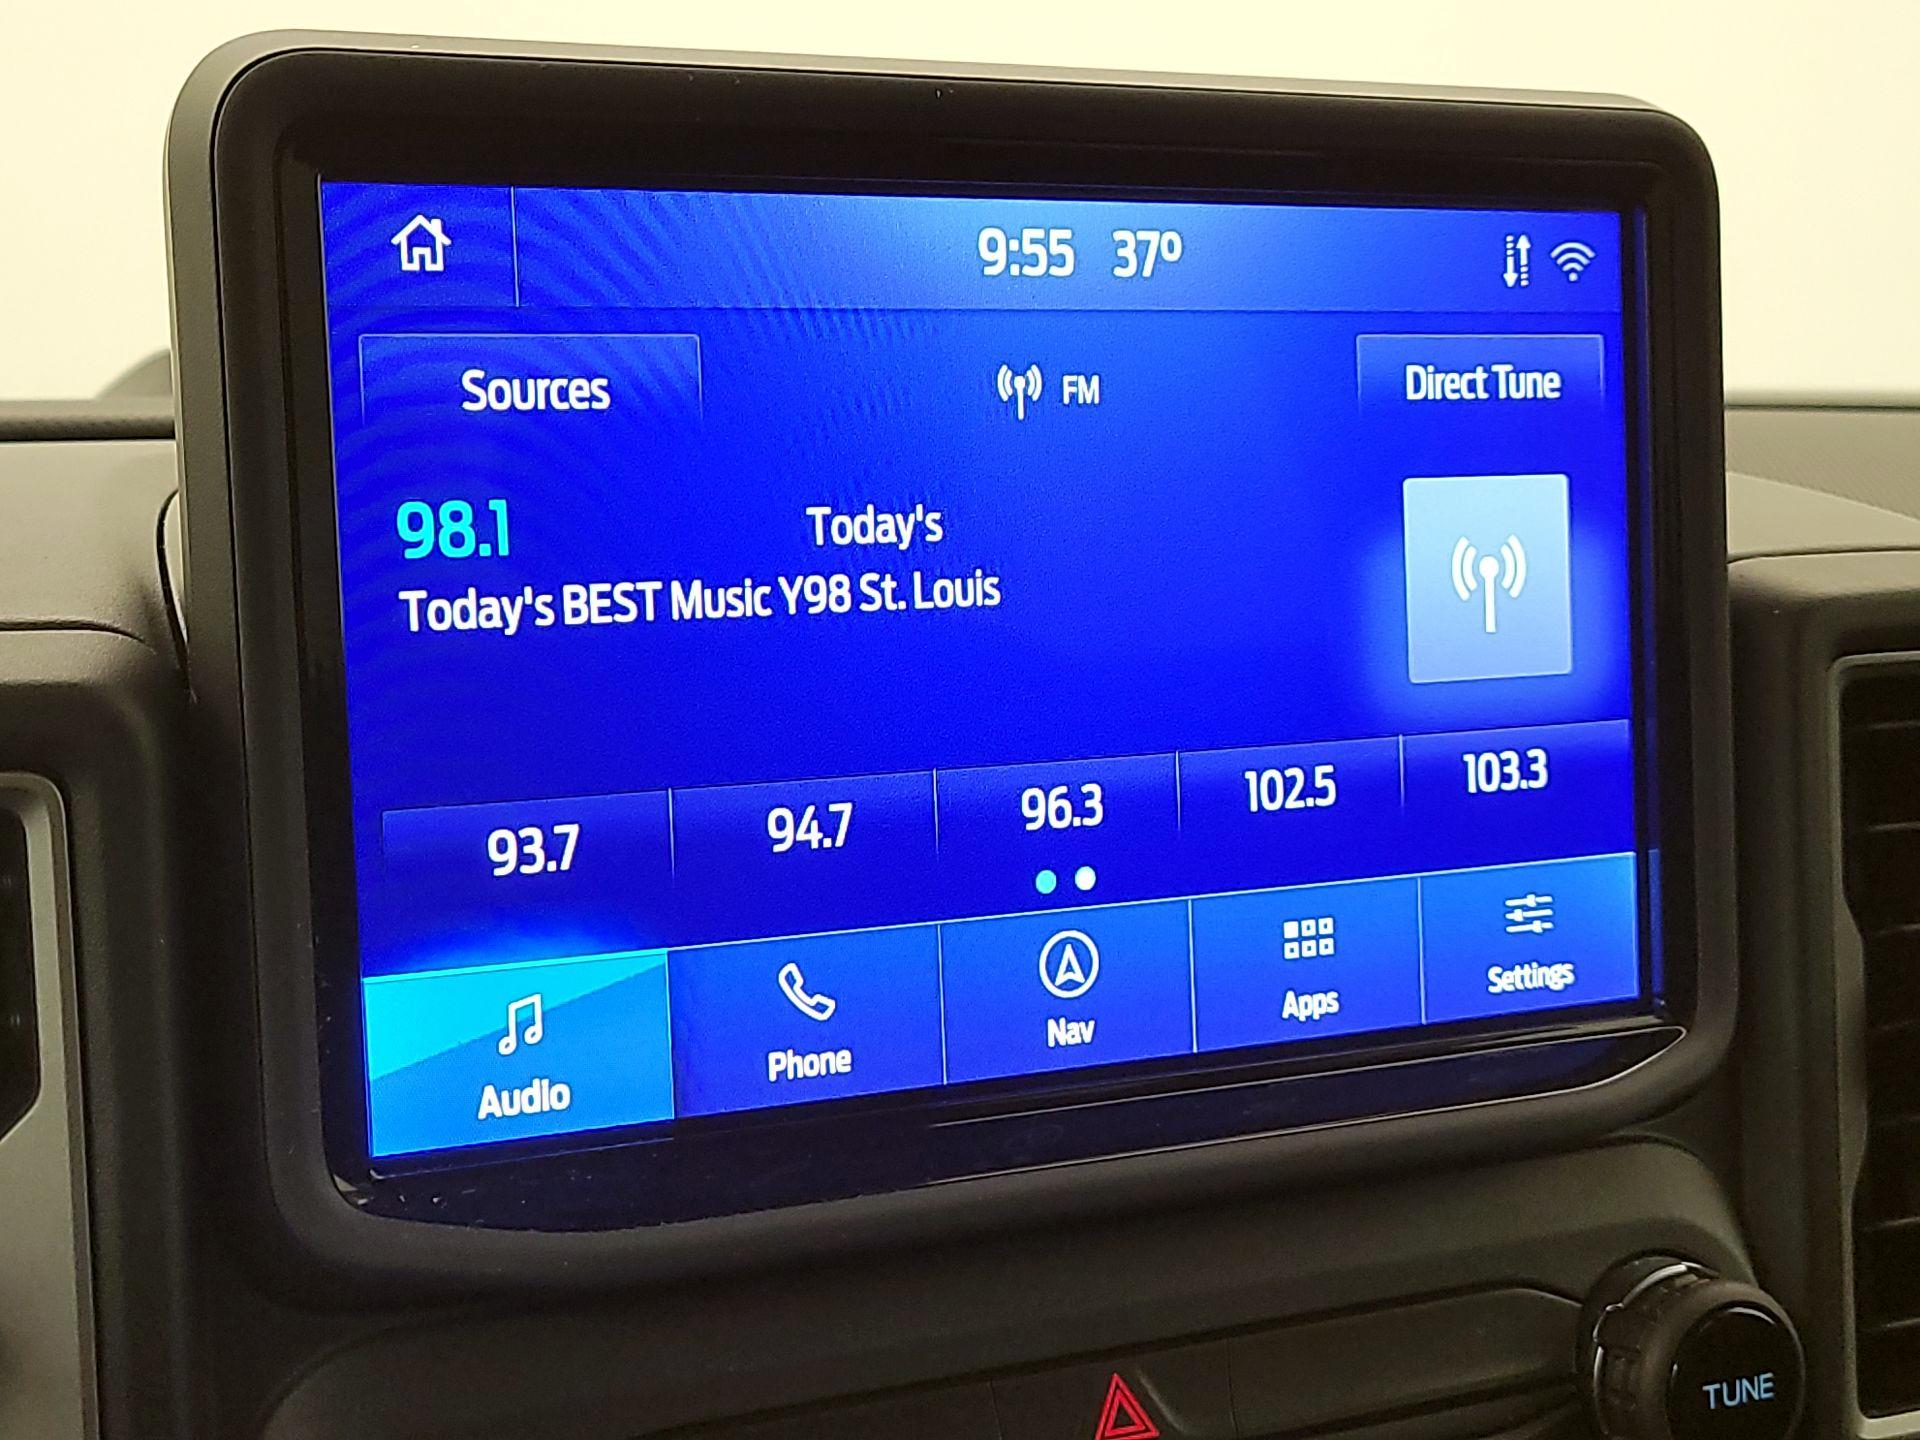 9:55 37º
Sources FM Direct Tune
98.1 Today's
Today's BEST Music Y98 St. Louis
93.7 94.7 96.3 102.5 103.3
Audio Phone Nav Apps Settings
TUNE